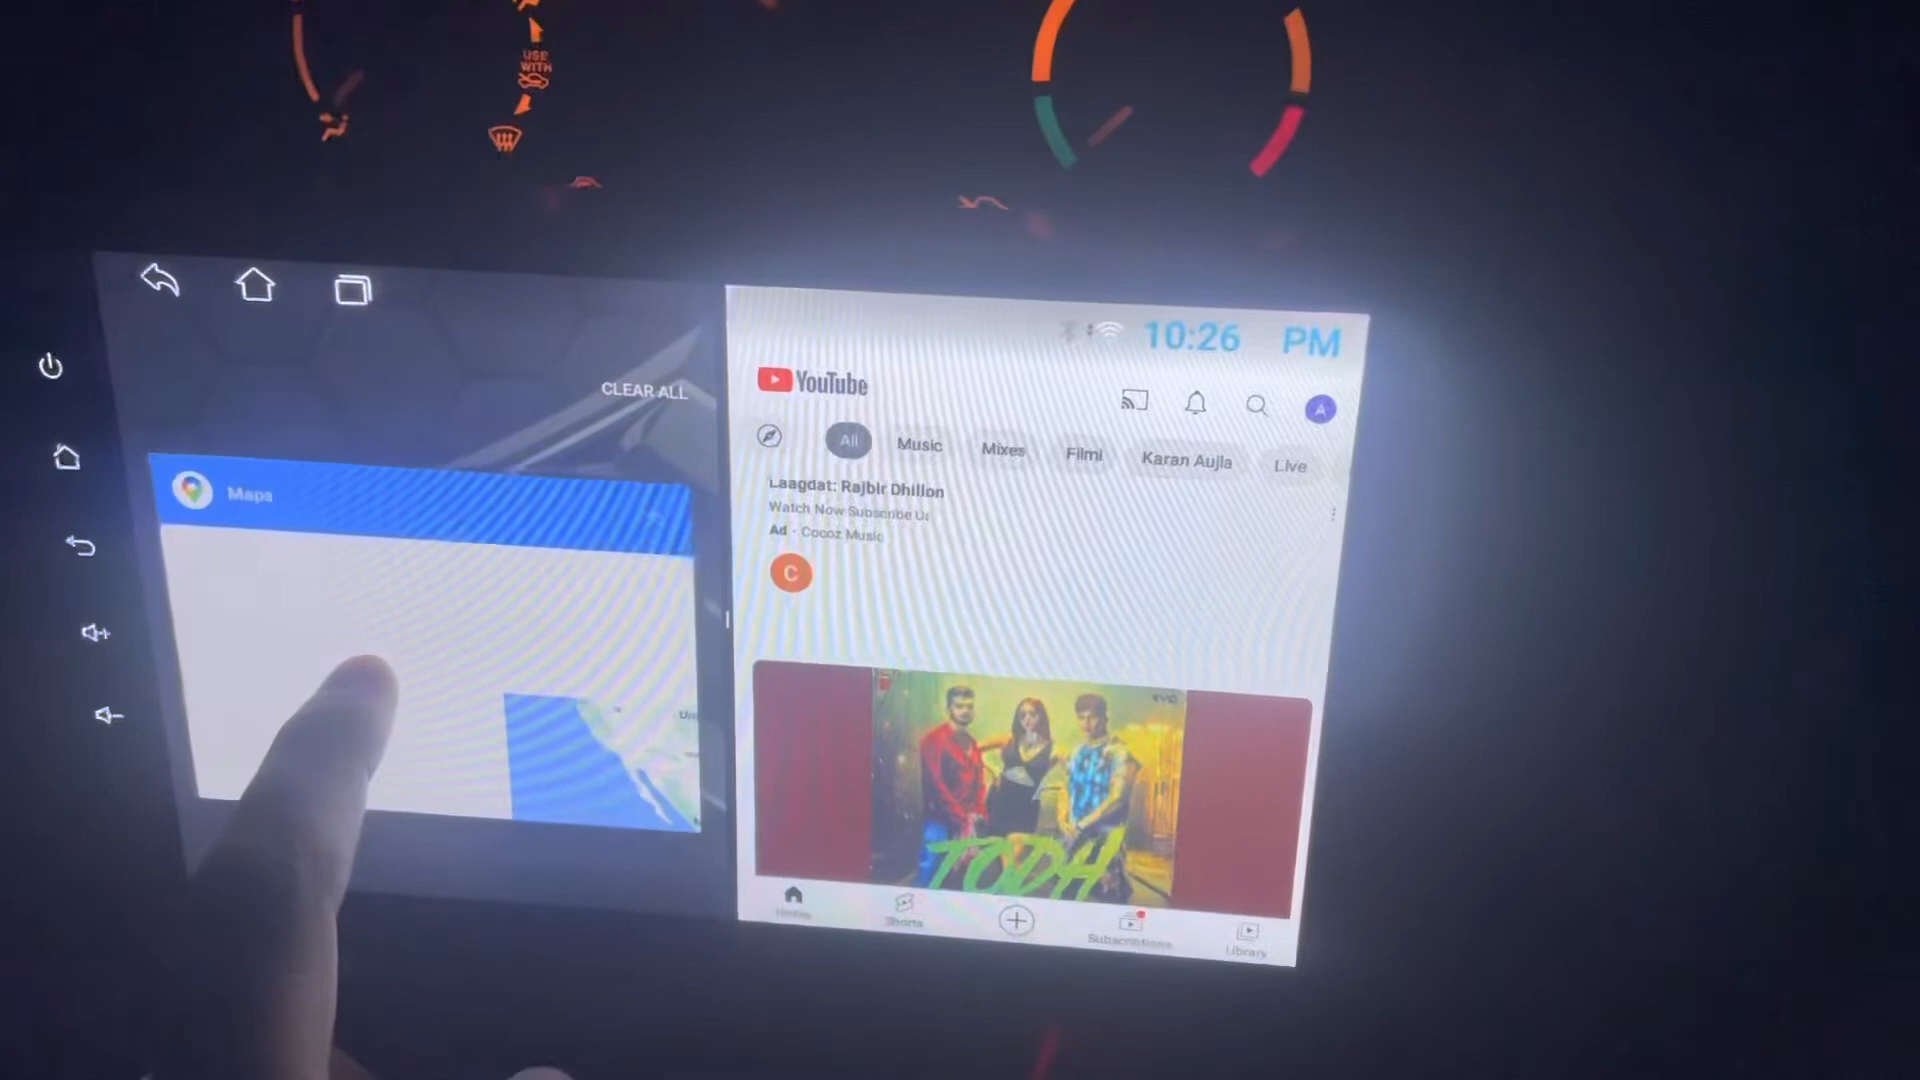 USE
WITH
10:26 PM
CLEAR ALL
YouTube
A
All Music Mixes Filmi Karan Aujla Live
Maps
Laagdat: Rajbir Dhillon
Watch Now Subscribe Us
Ad · Cocoz Music
C
TODH
Home Shorts Subscriptions Library